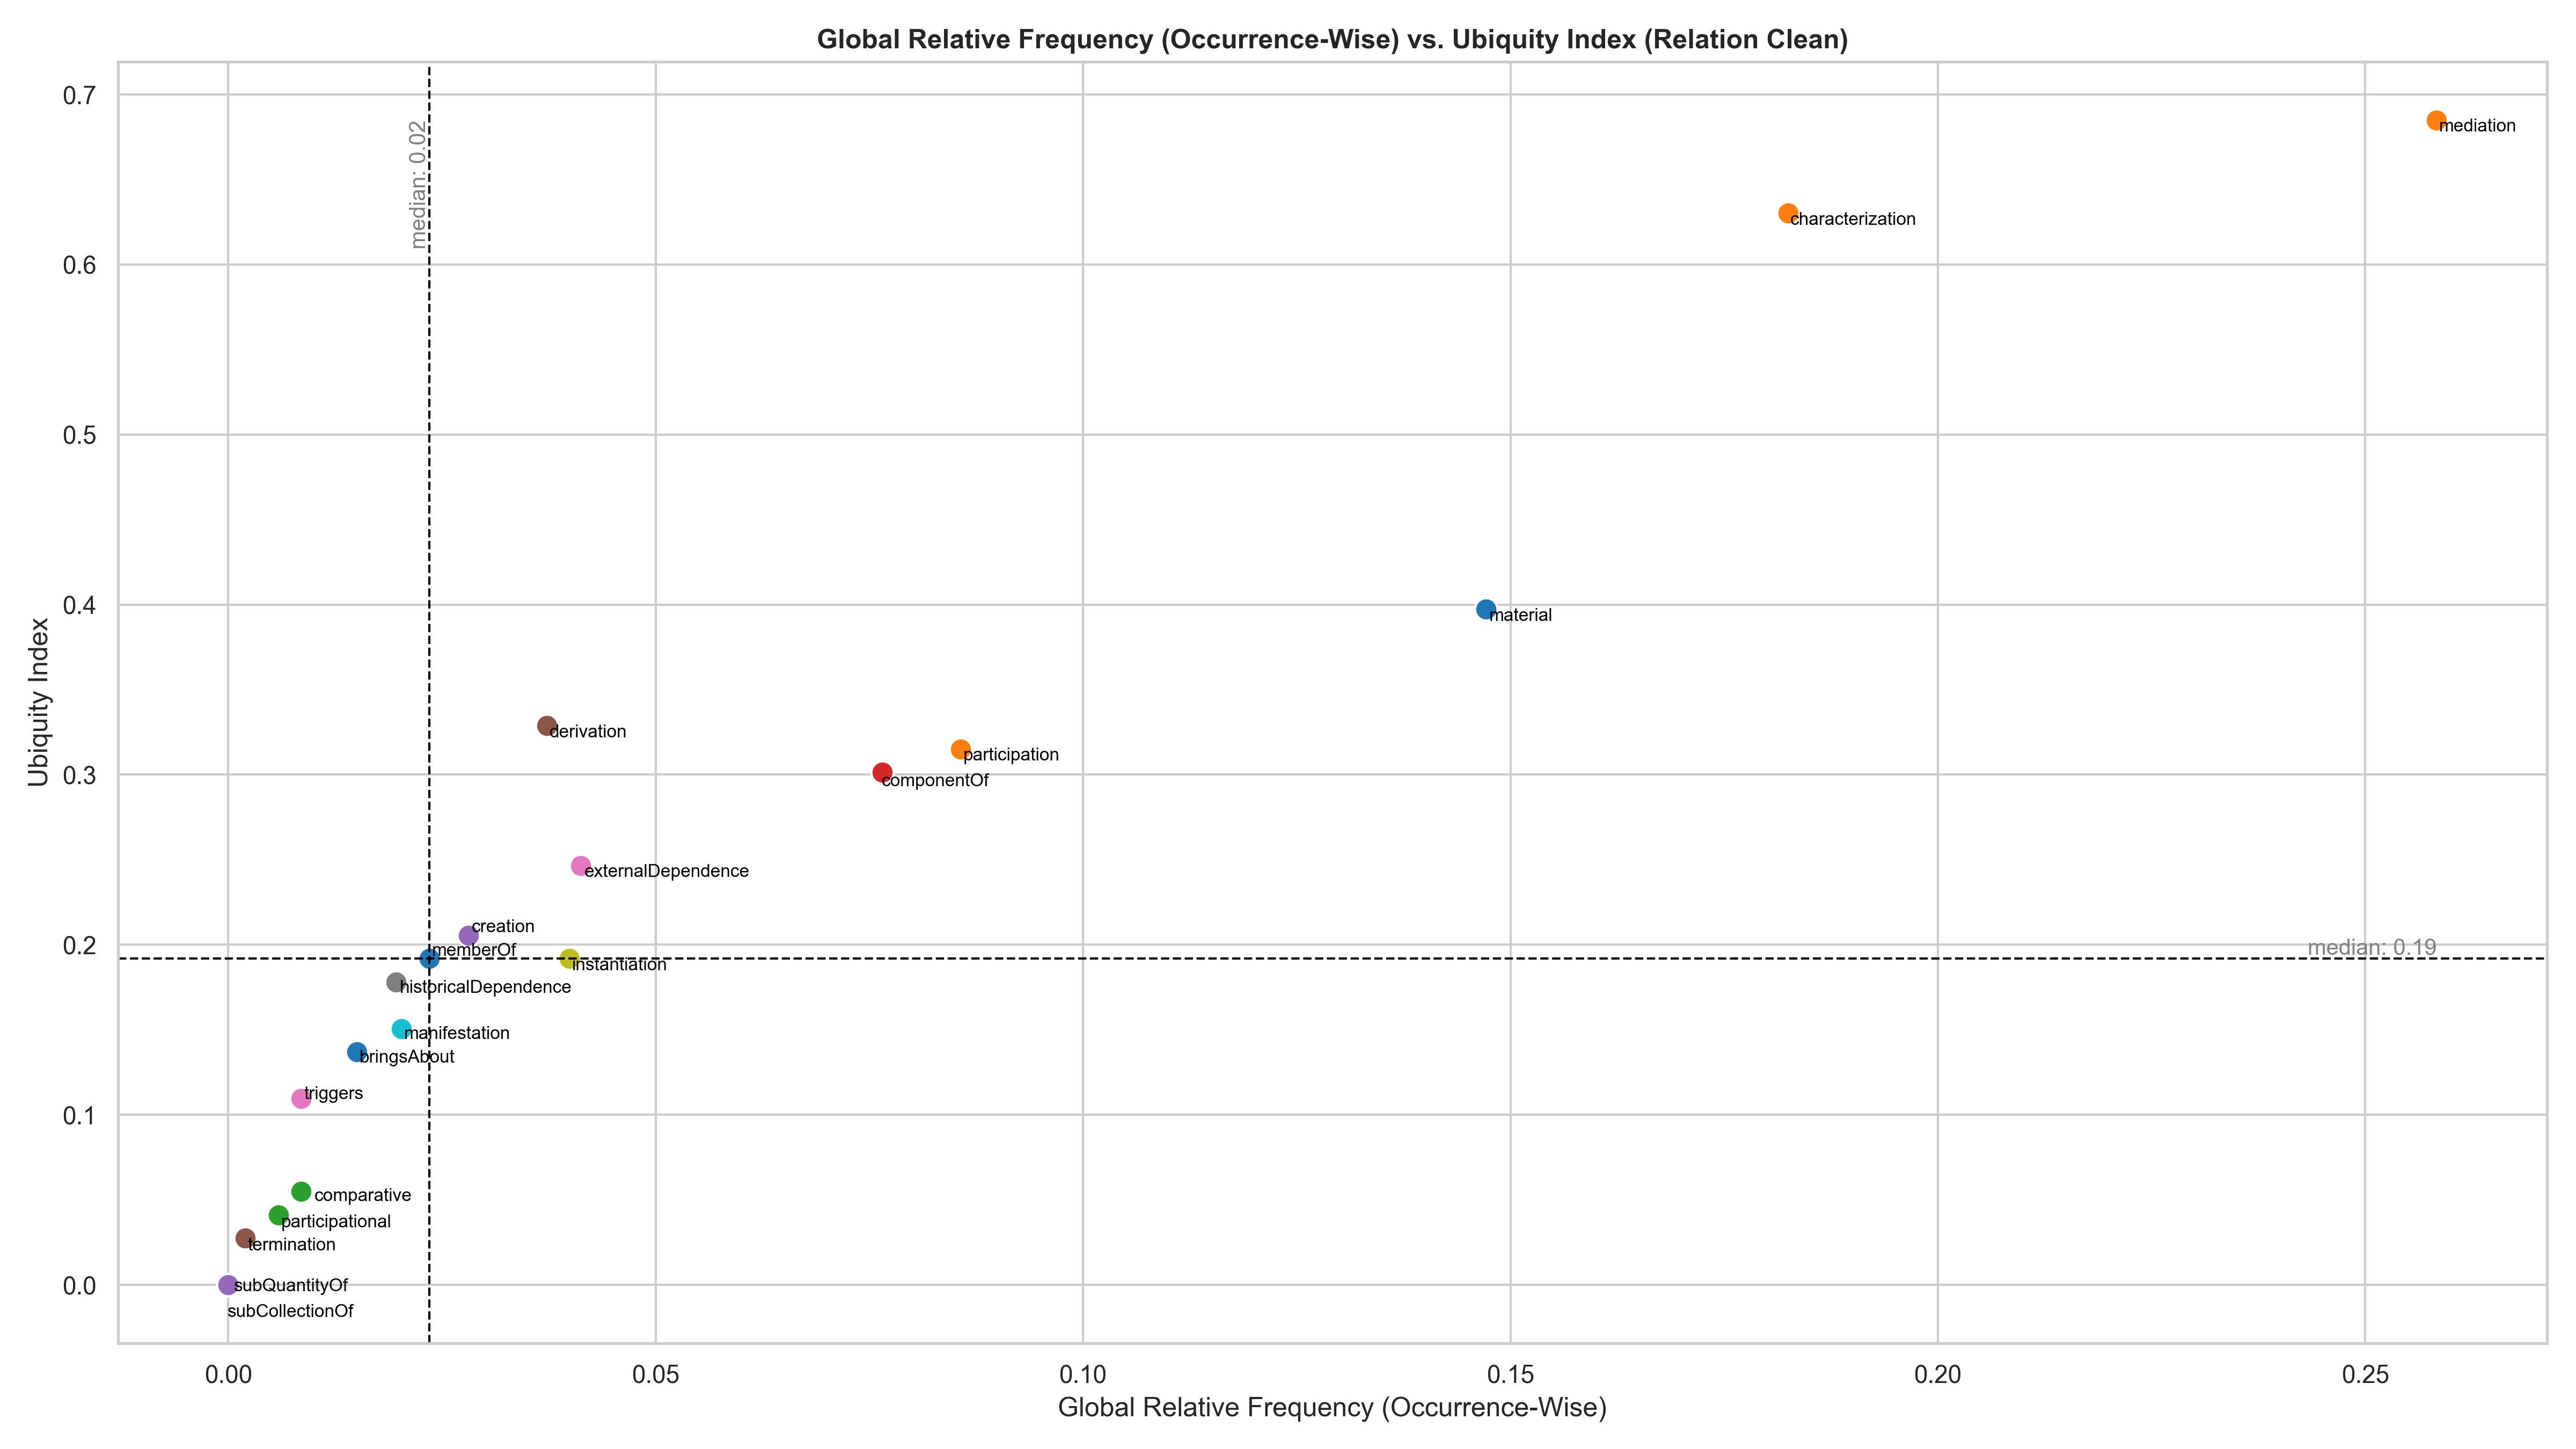 Global Relative Frequency (Occurrence-Wise) vs. Ubiquity Index (Relation Clean)
Ubiquity Index
0.7
0.6
0.5
0.4
0.3
0.2
0.1
0.0
median: 0.02
mediation
characterization
material
derivation
participation
componentOf
externalDependence
creation
memberOf
median: 0.19
instantiation
historicalDependence
manifestation
bringsAbout
triggers
comparative
participational
termination
subQuantityOf
subCollectionOf
0.00
0.05
0.10
0.15
0.20
0.25
Global Relative Frequency (Occurrence-Wise)